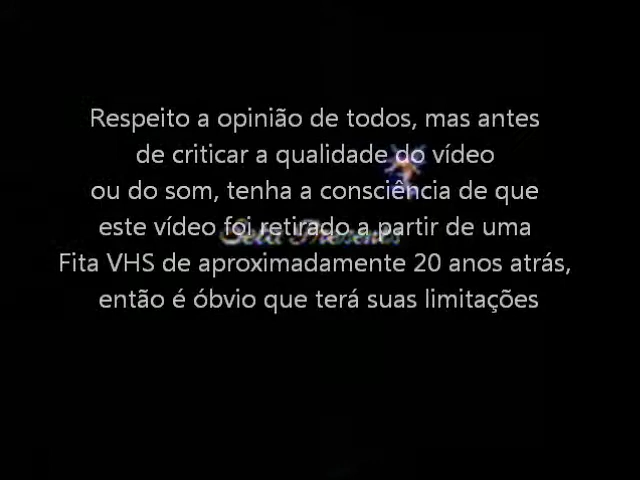 Respeito a opinião de todos, mas antes
de criticar a qualidade do vídeo
ou do som, tenha a consciência de que
este vídeo foi retirado a partir de uma
Seta Presents
Fita VHS de aproximadamente 20 anos atrás,
então é óbvio que terá suas limitações